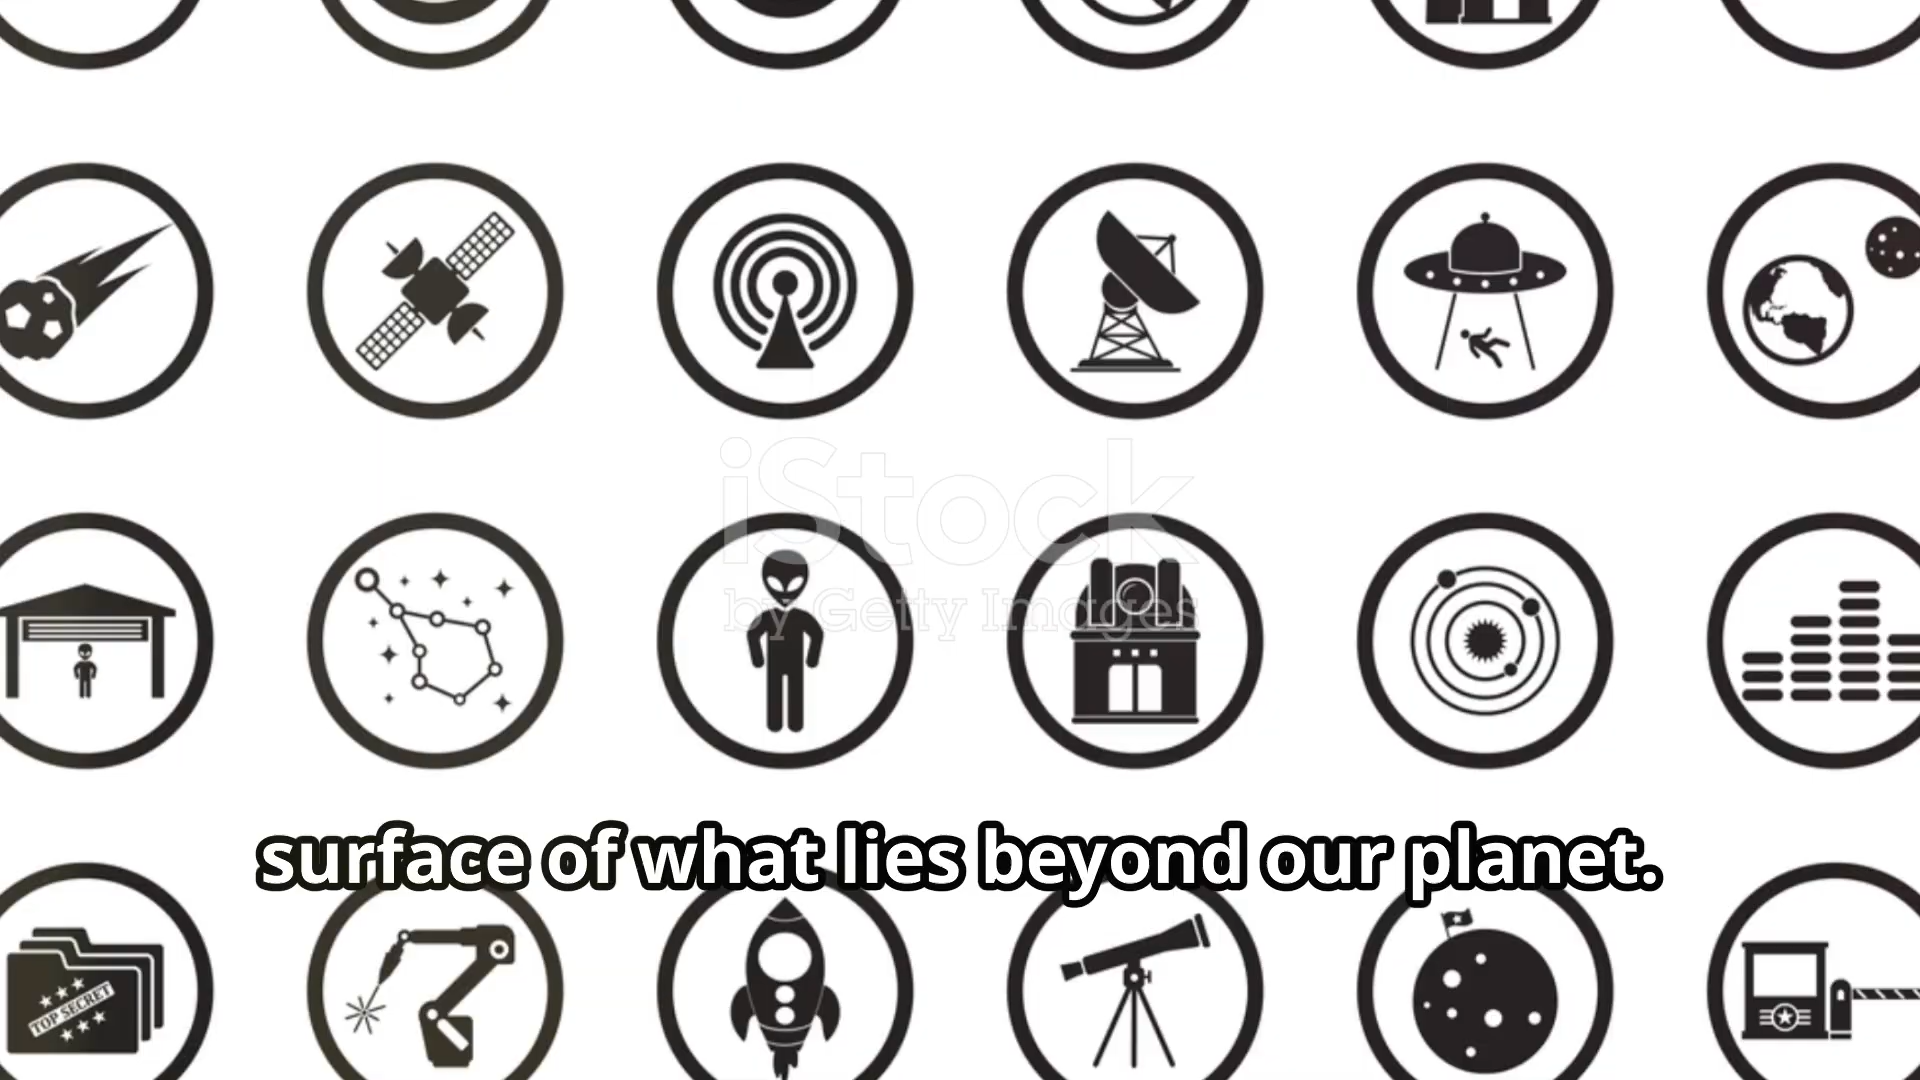 iStock
by Getty Images
surface of what lies beyond our planet.
TOP SECRET